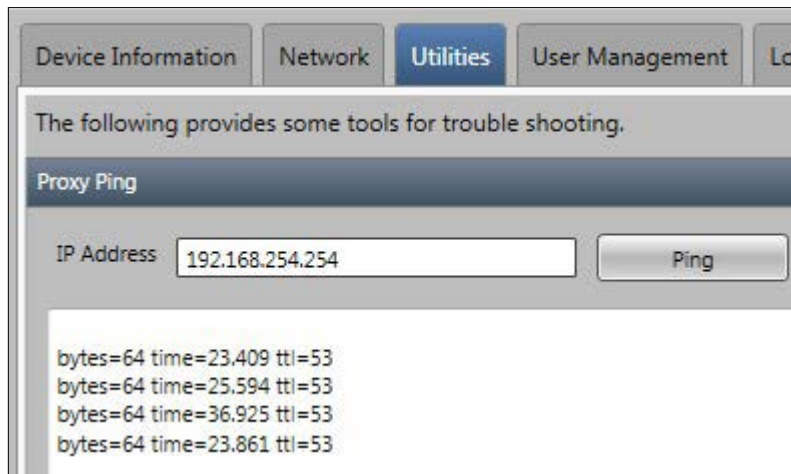 Device Information Network Utilities User Management Lo
The following provides some tools for trouble shooting.
Proxy Ping
IP Address 192.168.254.254 Ping
bytes=64 time=23.409 ttl=53
bytes=64 time=25.594 ttl=53
bytes=64 time=36.925 ttl=53
bytes=64 time=23.861 ttl=53